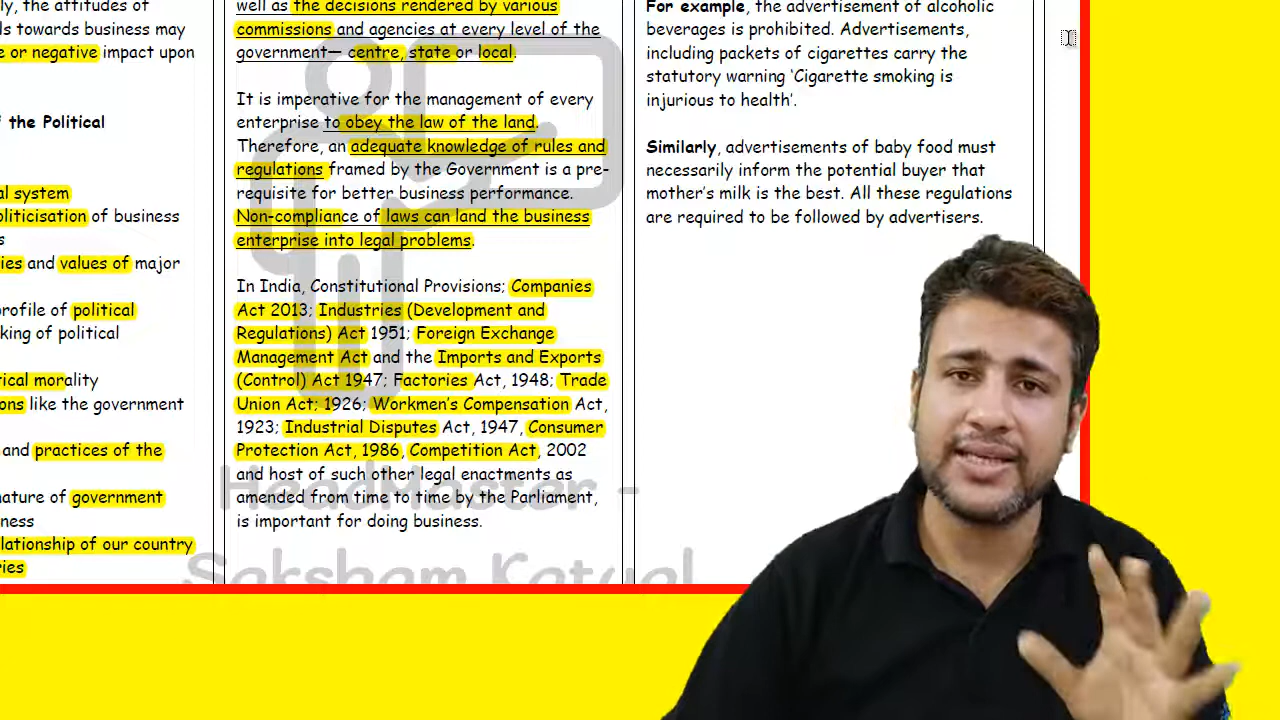 ly, the attitudes of
ls towards business may
e or negative impact upon
the Political
al system
oliticisation of business
s
ies and values of major
profile of political
king of political
tical morality
ons like the government
and practices of the
nature of government
ness
elationship of our country
ries
well as the decisions rendered by various
commissions and agencies at every level of the
government— centre, state or local.
It is imperative for the management of every
enterprise to obey the law of the land.
Therefore, an adequate knowledge of rules and
regulations framed by the Government is a pre-
requisite for better business performance.
Non-compliance of laws can land the business
enterprise into legal problems.
In India, Constitutional Provisions; Companies
Act 2013; Industries (Development and
Regulations) Act 1951; Foreign Exchange
Management Act and the Imports and Exports
(Control) Act 1947; Factories Act, 1948; Trade
Union Act; 1926; Workmen's Compensation Act,
1923; Industrial Disputes Act, 1947, Consumer
Protection Act, 1986, Competition Act, 2002
and host of such other legal enactments as
amended from time to time by the Parliament,
is important for doing business.
HeadMaster -
Saksham Katyal
For example, the advertisement of alcoholic
beverages is prohibited. Advertisements,
including packets of cigarettes carry the
statutory warning ‘Cigarette smoking is
injurious to health’.
Similarly, advertisements of baby food must
necessarily inform the potential buyer that
mother’s milk is the best. All these regulations
are required to be followed by advertisers.